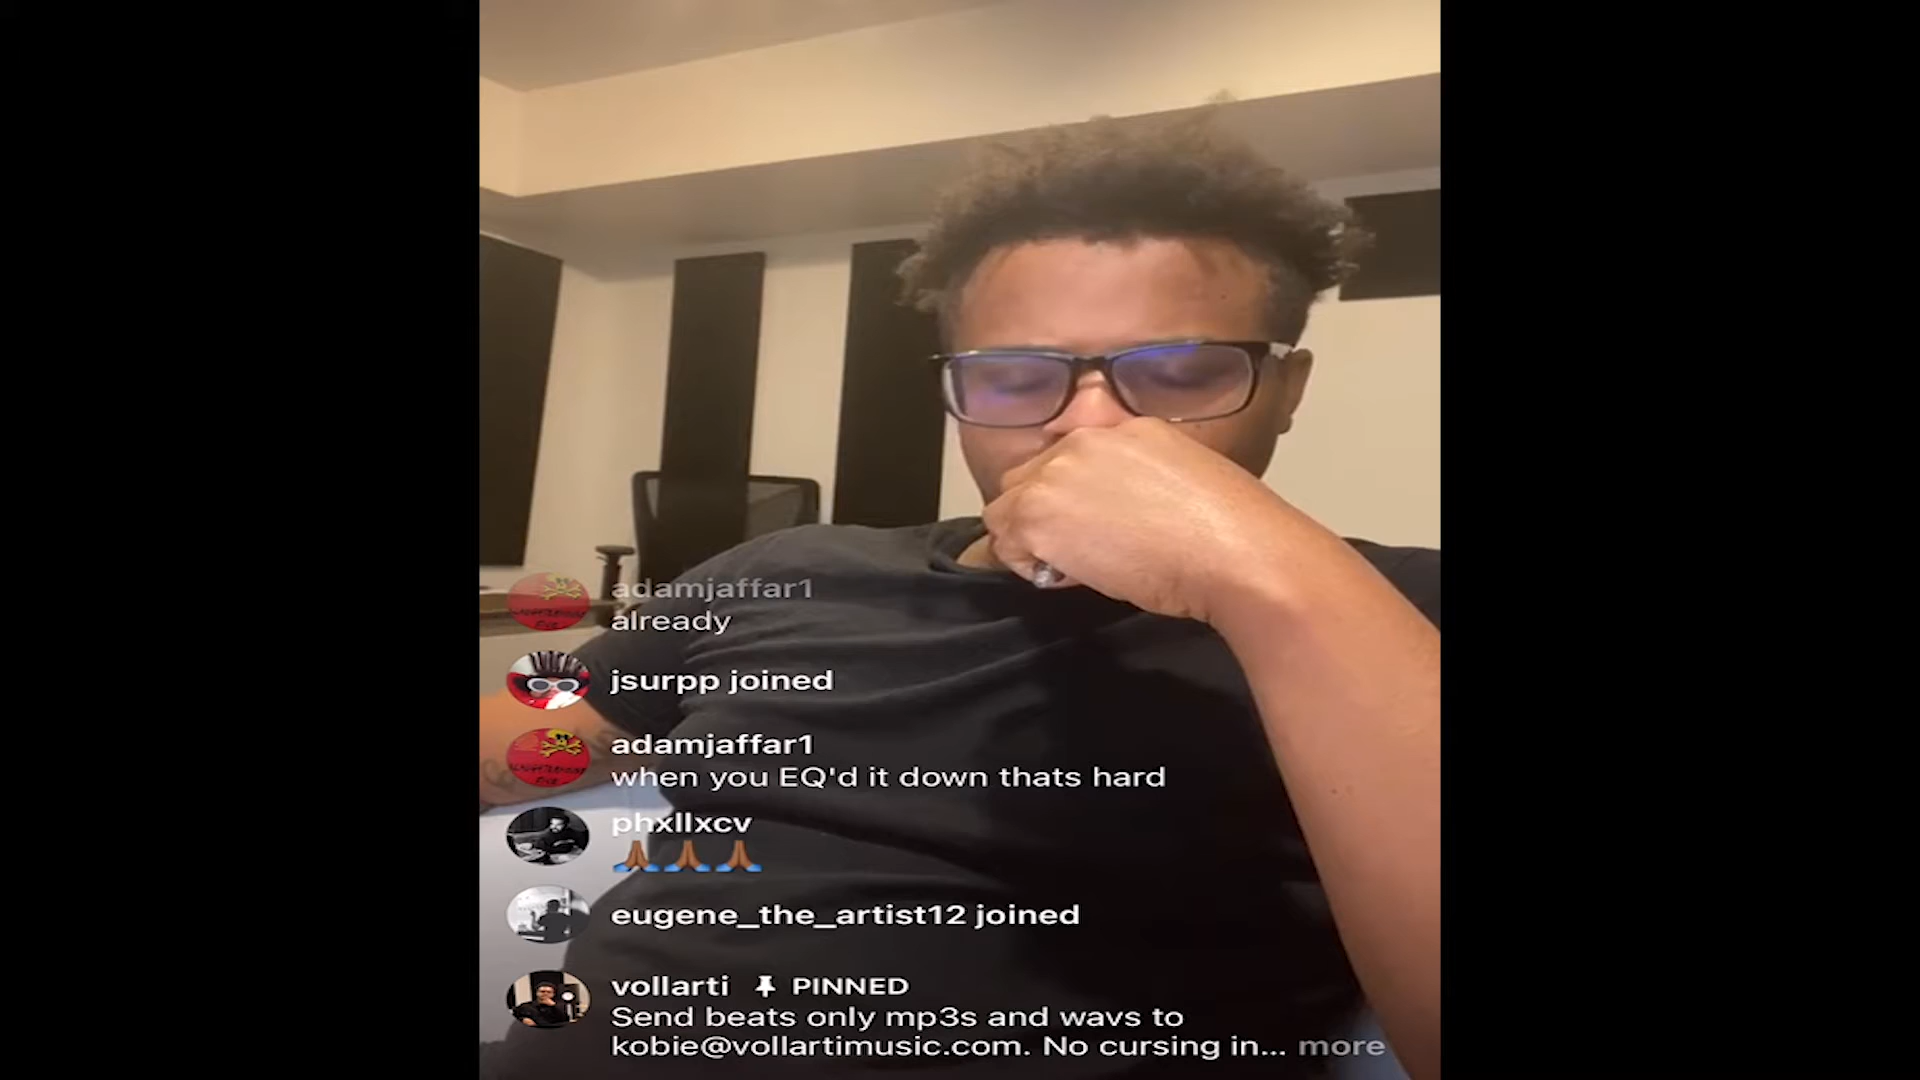 adamjaffar1
already
jsurpp joined
adamjaffar1
when you EQ'd it down thats hard
phxllxcv
🙏🏾🙏🏾🙏🏾
eugene_the_artist12 joined
vollarti PINNED
Send beats only mp3s and wavs to
kobie@vollartimusic.com. No cursing in... more